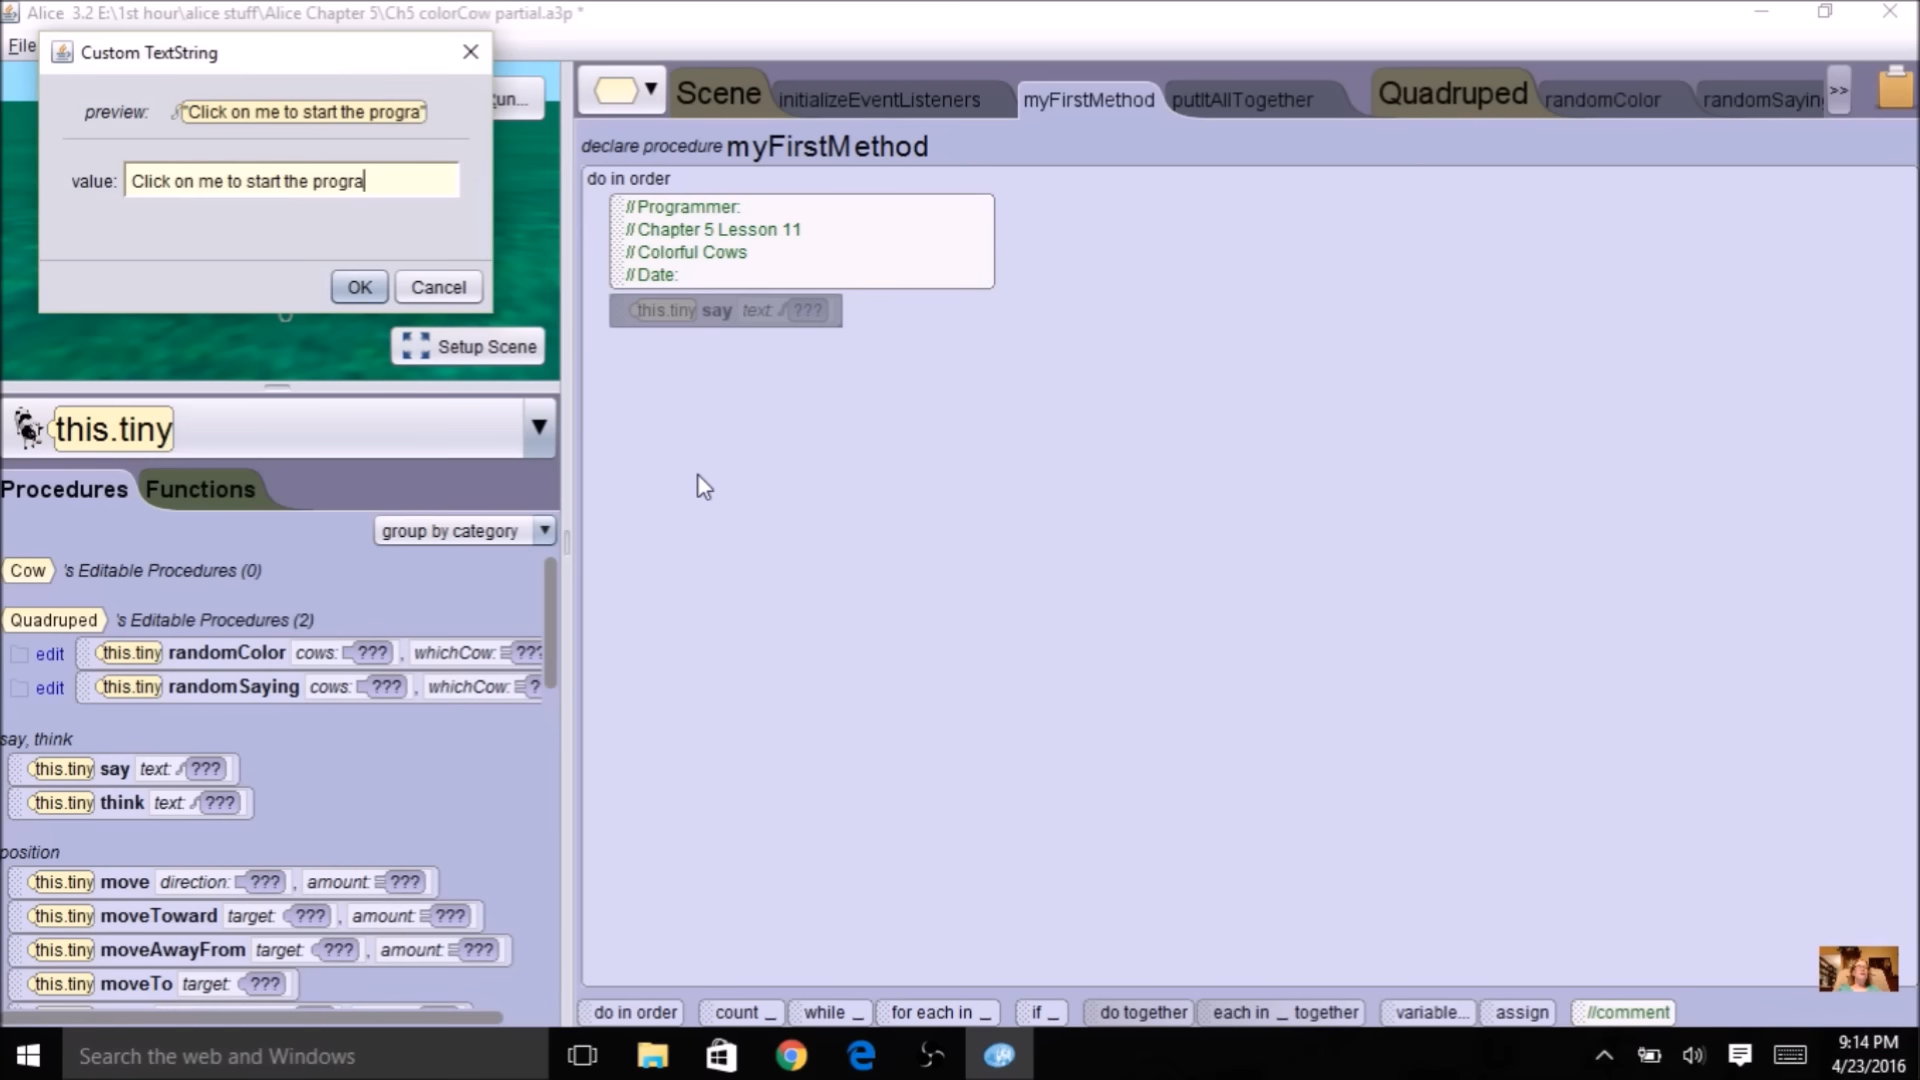 Alice 3.2 E:\1st hour\alice stuff\Alice Chapter 5\Ch5 colorCow partial.a3p *
File
Custom TextString
preview: "Click on me to start the progra"
value: Click on me to start the progra
OK Cancel
Setup Scene
this.tiny
Procedures Functions
group by category
Cow 's Editable Procedures (0)
Quadruped 's Editable Procedures (2)
edit this.tiny randomColor cows: ??? , whichCow: ???
edit this.tiny randomSaying cows: ??? , whichCow: ?
say, think
this.tiny say text: ???
this.tiny think text: ???
position
this.tiny move direction: ??? , amount: ???
this.tiny moveToward target: ??? , amount: ???
this.tiny moveAwayFrom target: ??? , amount: ???
this.tiny moveTo target: ???
Scene initializeEventListeners myFirstMethod putItAllTogether Quadruped randomColor randomSayin >>
declare procedure myFirstMethod
do in order
//Programmer:
//Chapter 5 Lesson 11
//Colorful Cows
//Date:
this.tiny say text: ???
do in order count _ while _ for each in _ if _ do together each in _ together variable... assign //comment
Search the web and Windows
9:14 PM
4/23/2016